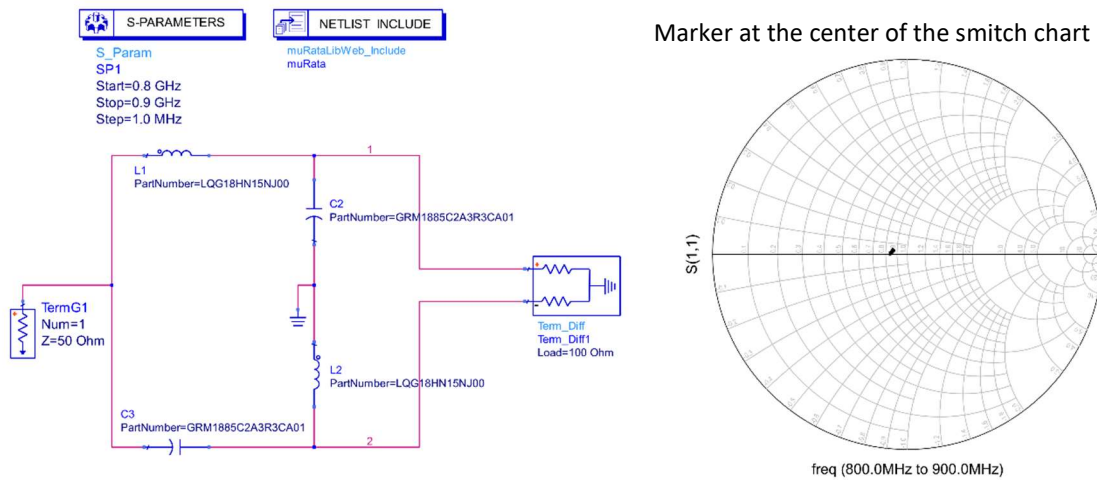 S-PARAMETERS
NETLIST INCLUDE
S_Param
SP1
Start=0.8 GHz
Stop=0.9 GHz
Step=1.0 MHz
muRataLibWeb_Include
muRata
Marker at the center of the smitch chart
1
L1
PartNumber=LQG18HN15NJ00
C2
PartNumber=GRM1885C2A3R3CA01
TermG1
Num=1
Z=50 Ohm
Term_Diff
Term_Diff1
Load=100 Ohm
L2
PartNumber=LQG18HN15NJ00
C3
PartNumber=GRM1885C2A3R3CA01
2
S(1,1)
freq (800.0MHz to 900.0MHz)